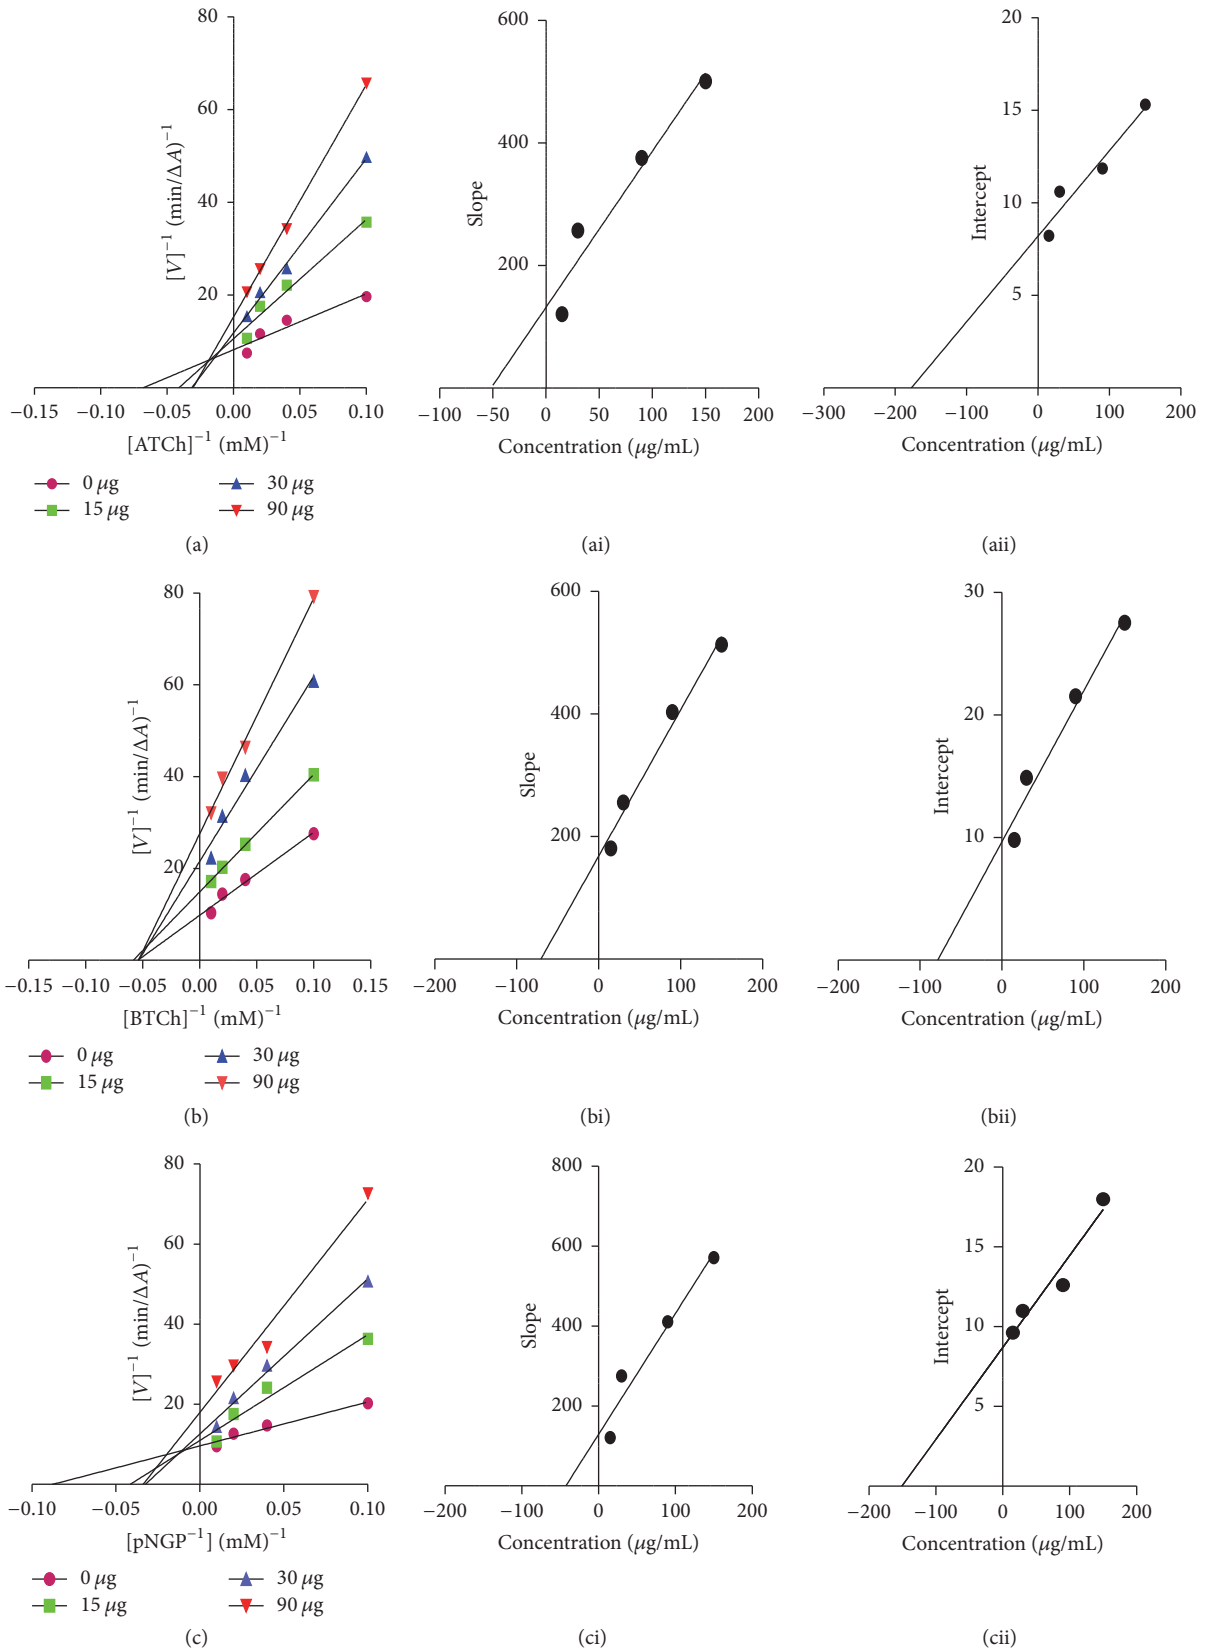 80
60
40
20
[V]⁻¹ (min/ΔA)⁻¹
−0.15 −0.10 −0.05 0.00 0.05 0.10
[ATCh]⁻¹ (mM)⁻¹
0 μg 30 μg
15 μg 90 μg
(a)
600
400
200
Slope
−100 −50 0 50 100 150 200
Concentration (μg/mL)
(ai)
20
15
10
5
Intercept
−300 −200 −100 0 100 200
Concentration (μg/mL)
(aii)
80
60
40
20
[V]⁻¹ (min/ΔA)⁻¹
−0.15 −0.10 −0.05 0.00 0.05 0.10 0.15
[BTCh]⁻¹ (mM)⁻¹
0 μg 30 μg
15 μg 90 μg
(b)
600
400
200
Slope
−200 −100 0 100 200
Concentration (μg/mL)
(bi)
30
20
10
Intercept
−200 −100 0 100 200
Concentration (μg/mL)
(bii)
80
60
40
20
[V]⁻¹ (min/ΔA)⁻¹
−0.10 −0.05 0.00 0.05 0.10
[pNGP⁻¹] (mM)⁻¹
0 μg 30 μg
15 μg 90 μg
(c)
800
600
400
200
Slope
−200 −100 0 100 200
Concentration (μg/mL)
(ci)
20
15
10
5
Intercept
−200 −100 0 100 200
Concentration (μg/mL)
(cii)